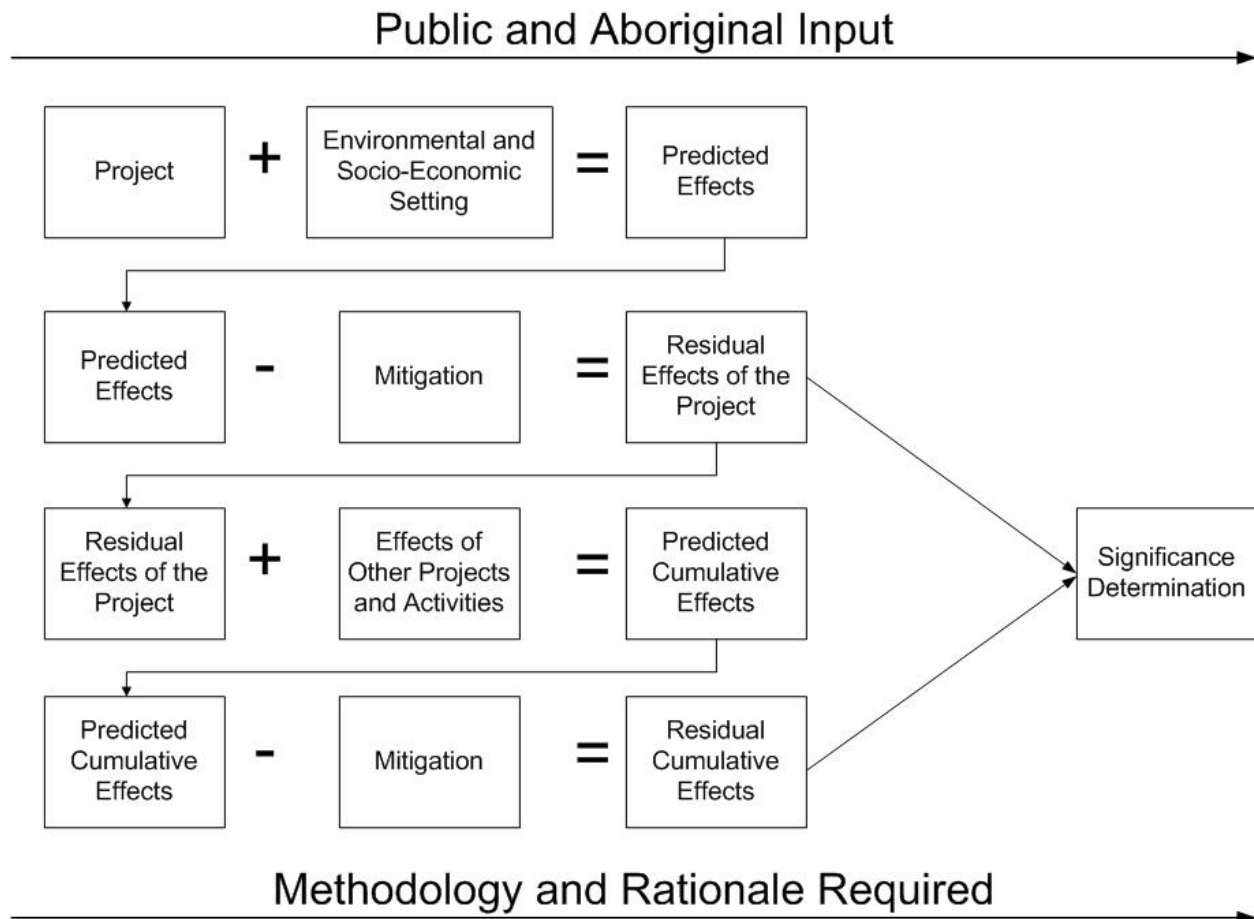 Public and Aboriginal Input
Project
+
Environmental and
Socio-Economic
Setting
=
Predicted
Effects
Predicted
Effects
-
Mitigation
=
Residual
Effects of the
Project
Residual
Effects of the
Project
+
Effects of
Other Projects
and Activities
=
Predicted
Cumulative
Effects
Significance
Determination
Predicted
Cumulative
Effects
-
Mitigation
=
Residual
Cumulative
Effects
Methodology and Rationale Required